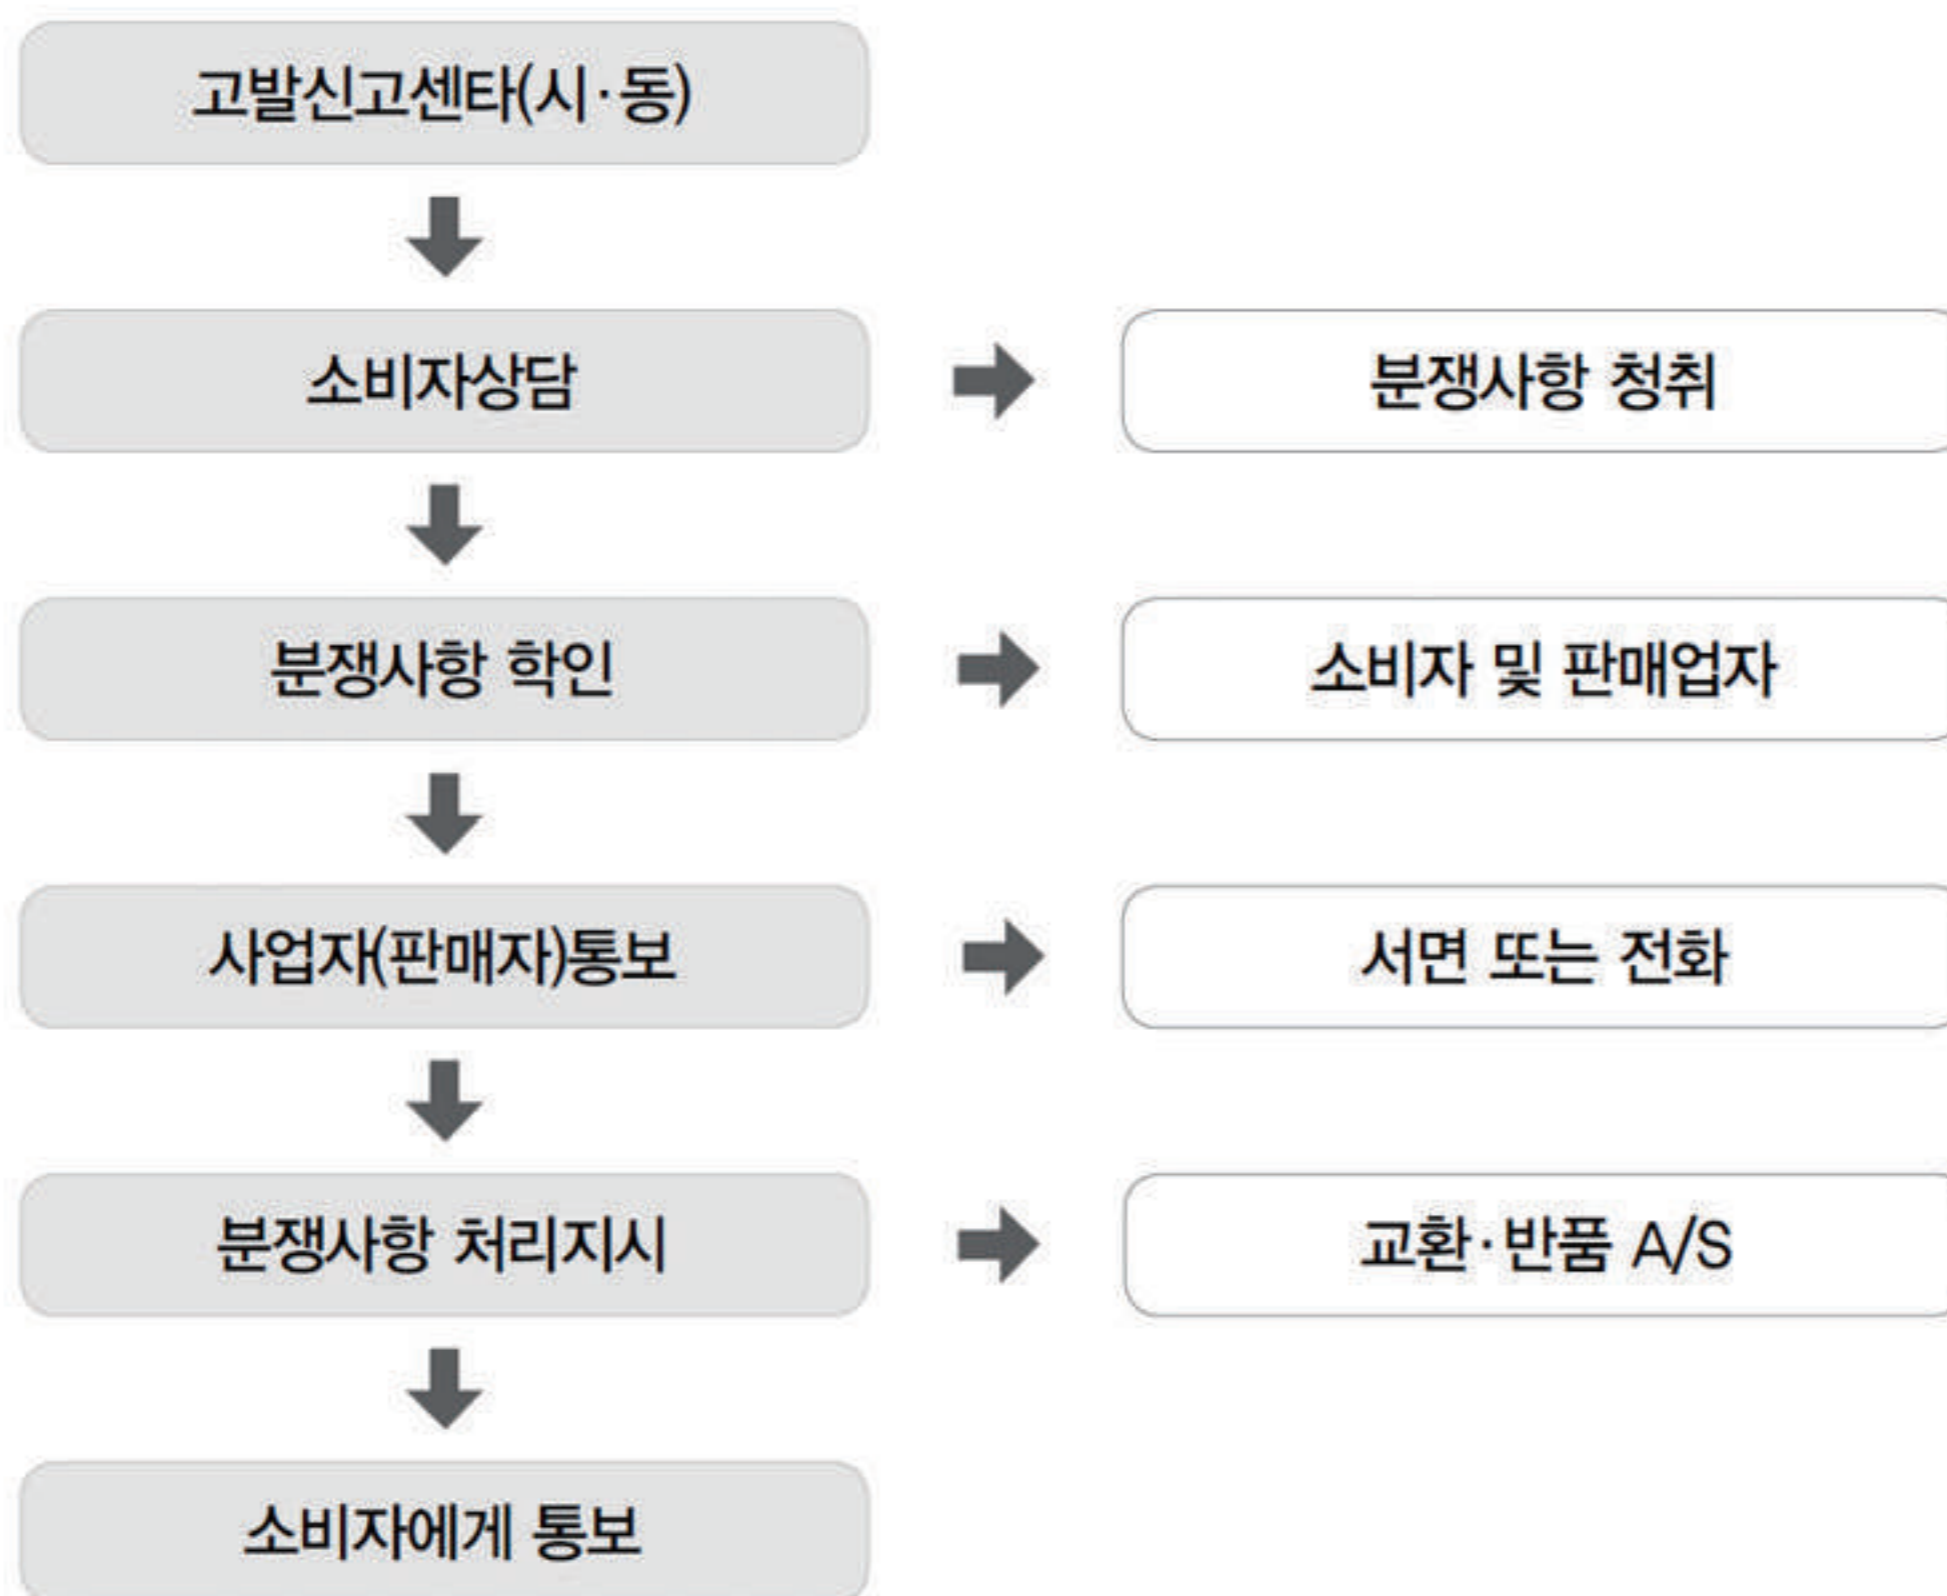 고발신고센타(시·동)
소비자상담
분쟁사항 청취
분쟁사항 학인
소비자 및 판매업자
사업자(판매자)통보
서면 또는 전화
분쟁사항 처리지시
교환·반품 A/S
소비자에게 통보